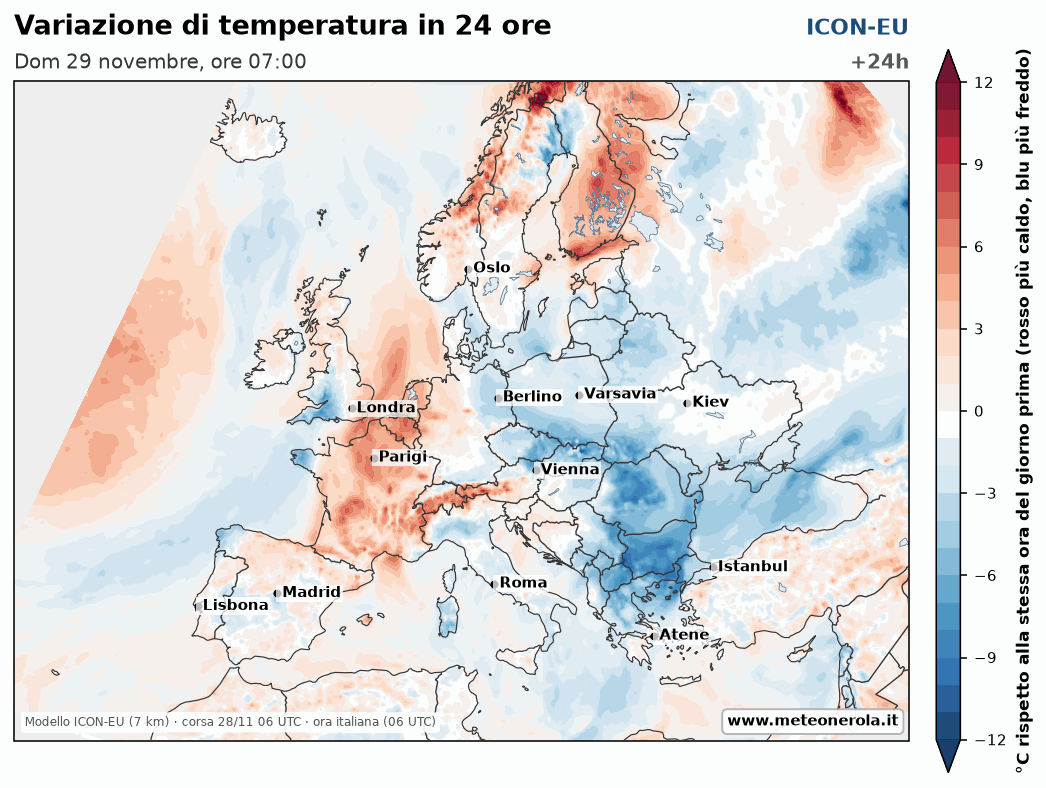 Variazione di temperatura in 24 ore
ICON-EU
Dom 29 novembre, ore 07:00
+24h
Oslo
Londra
Berlino
Varsavia
Kiev
Parigi
Vienna
Istanbul
Roma
Madrid
Lisbona
Atene
Modello ICON-EU (7 km) · corsa 28/11 06 UTC · ora italiana (06 UTC)
www.meteonerola.it
12
9
6
3
0
−3
−6
−9
−12
°C rispetto alla stessa ora del giorno prima (rosso più caldo, blu più freddo)